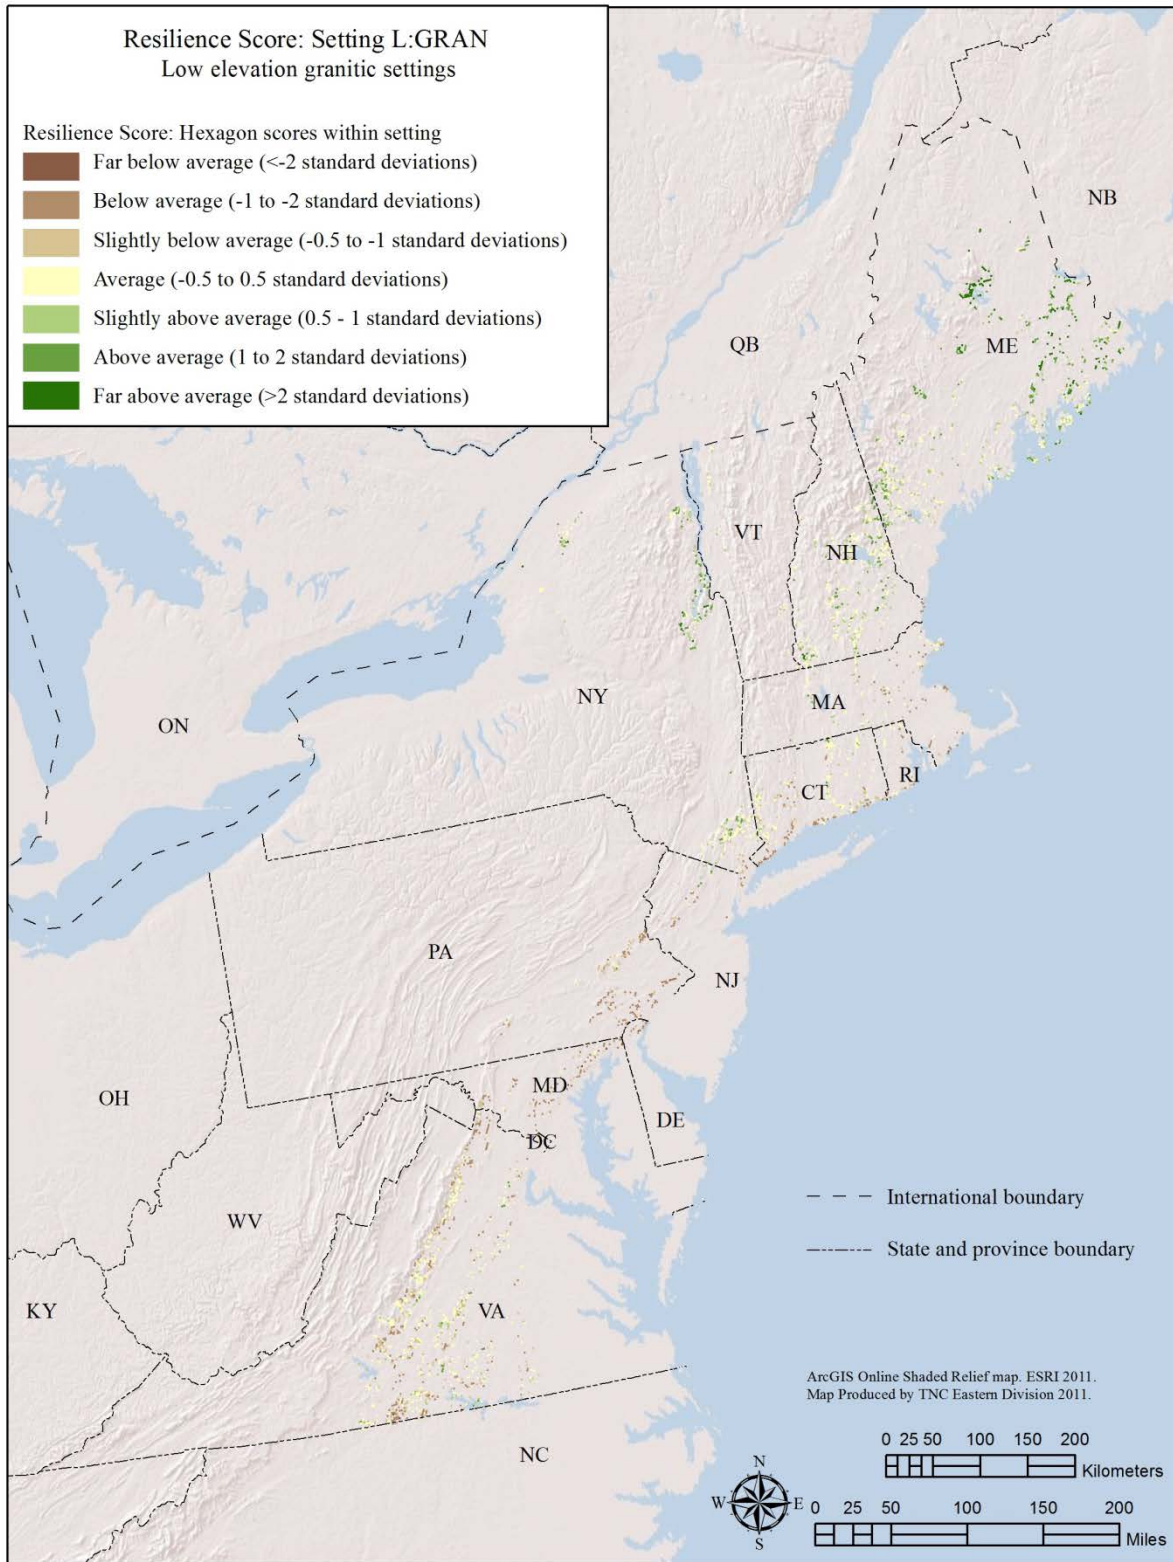 Resilience Score: Setting L:GRAN
Low elevation granitic settings
Resilience Score: Hexagon scores within setting
Far below average (<-2 standard deviations)
Below average (-1 to -2 standard deviations)
Slightly below average (-0.5 to -1 standard deviations)
Average (-0.5 to 0.5 standard deviations)
Slightly above average (0.5 - 1 standard deviations)
Above average (1 to 2 standard deviations)
Far above average (>2 standard deviations)
NB
QB
ME
VT
NH
NY
MA
ON
CT
RI
PA
NJ
OH
MD
DE
DC
WV
KY
VA
NC
International boundary
State and province boundary
ArcGIS Online Shaded Relief map. ESRI 2011.
Map Produced by TNC Eastern Division 2011.
N
W E
S
0 25 50 100 150 200
Kilometers
0 25 50 100 150 200
Miles